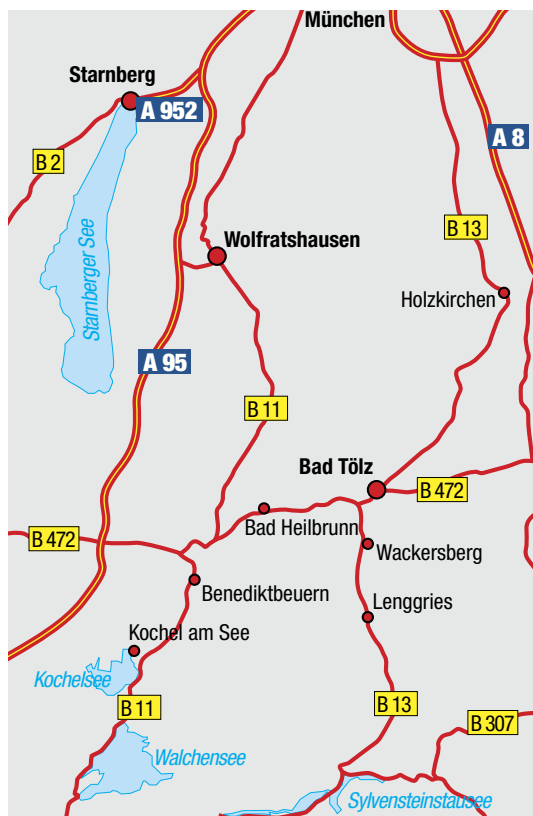 München
Starnberg
A 952
A 8
B 2
B 13
Wolfratshausen
Starnberger See
Holzkirchen
A 95
B 11
Bad Tölz
B 472
Bad Heilbrunn
B 472
Wackersberg
Benediktbeuern
Lenggries
Kochel am See
Kochelsee
B 11
B 13
B 307
Walchensee
Sylvensteinstausee